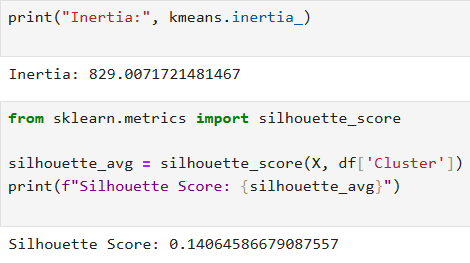 print("Inertia:", kmeans.inertia_)
Inertia: 829.0071721481467
from sklearn.metrics import silhouette_score
silhouette_avg = silhouette_score(X, df['Cluster'])
print(f"Silhouette Score: {silhouette_avg}")
Silhouette Score: 0.14064586679087557